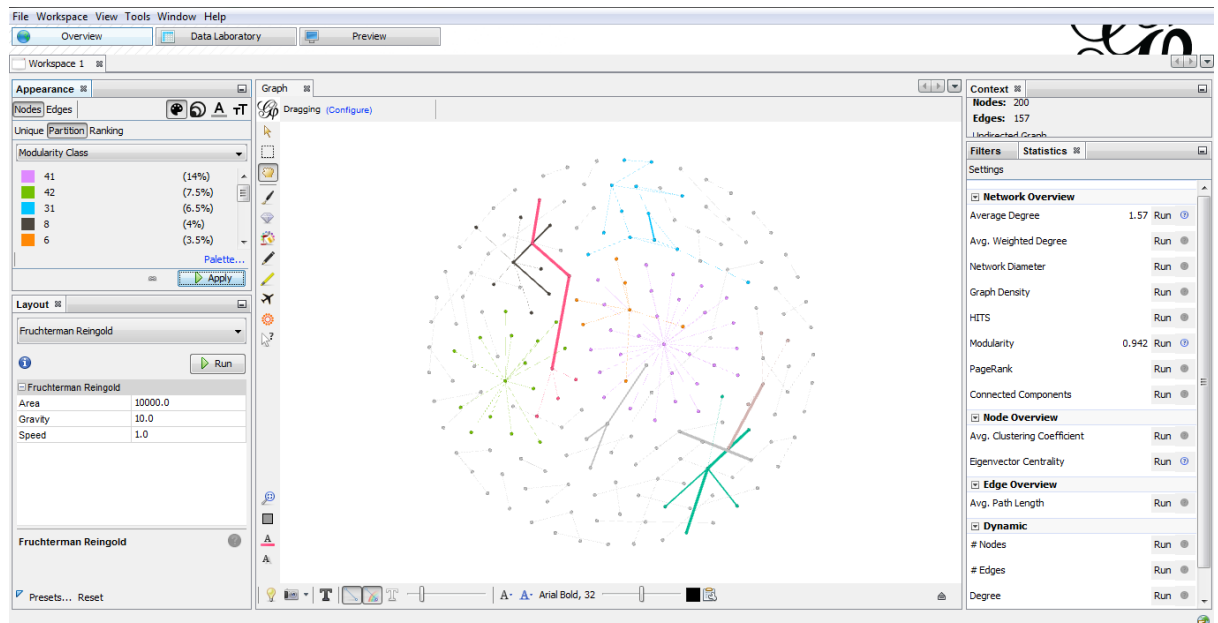 File Workspace View Tools Window Help
Overview Data Laboratory Preview
Workspace 1
Appearance
Nodes Edges
Unique Partition Ranking
Modularity Class
41 (14%)
42 (7.5%)
31 (6.5%)
8 (4%)
6 (3.5%)
Palette...
Apply
Layout
Fruchterman Reingold
Run
Fruchterman Reingold
Area 10000.0
Gravity 10.0
Speed 1.0
Fruchterman Reingold
Presets... Reset
Graph
Dragging (Configure)
A- A- Arial Bold, 32
Context
Nodes: 200
Edges: 157
Undirected Graph
Filters Statistics
Settings
Network Overview
Average Degree 1.57 Run
Avg. Weighted Degree Run
Network Diameter Run
Graph Density Run
HITS Run
Modularity 0.942 Run
PageRank Run
Connected Components Run
Node Overview
Avg. Clustering Coefficient Run
Eigenvector Centrality Run
Edge Overview
Avg. Path Length Run
Dynamic
# Nodes Run
# Edges Run
Degree Run